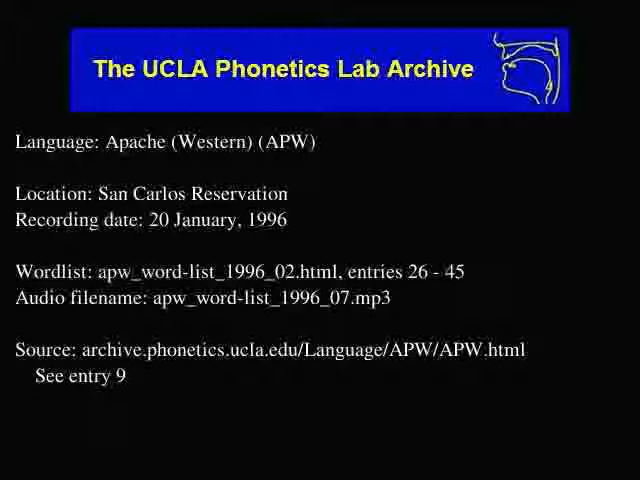 The UCLA Phonetics Lab Archive
Language: Apache (Western) (APW)
Location: San Carlos Reservation
Recording date: 20 January, 1996
Wordlist: apw_word-list_1996_02.html, entries 26 - 45
Audio filename: apw_word-list_1996_07.mp3
Source: archive.phonetics.ucla.edu/Language/APW/APW.html
See entry 9